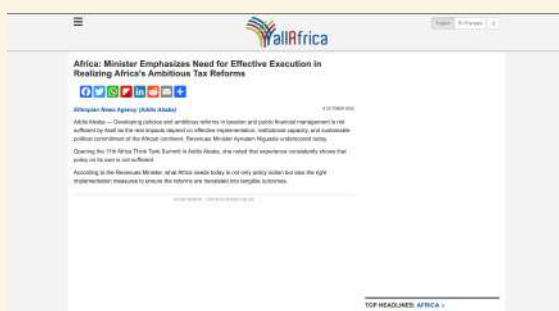 allAfrica
English
En Français
Africa: Minister Emphasizes Need for Effective Execution in
Realizing Africa's Ambitious Tax Reforms
Ethiopian News Agency (Addis Ababa)
Addis Ababa — Developing policies and ambitious reforms in taxation and public financial management is not
sufficient by itself as the real impacts depend on effective implementation, institutional capacity, and sustainable
political commitment of the African continent, Revenues Minister Aynalem Nigussie underscored today.
Opening the 11th Africa Think Tank Summit in Addis Ababa, she noted that experience consistently shows that
policy on its own is not sufficient.
According to the Revenues Minister, what Africa needs today is not only policy action but also the right
implementation measures to ensure the reforms are translated into tangible outcomes.
TOP HEADLINES: AFRICA »